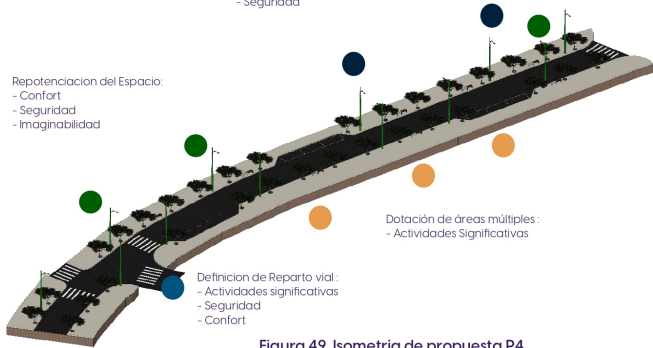 - Seguridad
Repotenciacion del Espacio:
- Confort
- Seguridad
- Imaginabilidad
Dotación de áreas múltiples :
- Actividades Significativas
Definicion de Reparto vial :
- Actividades significativas
- Seguridad
- Confort
Figura 49. Isometria de propuesta P4